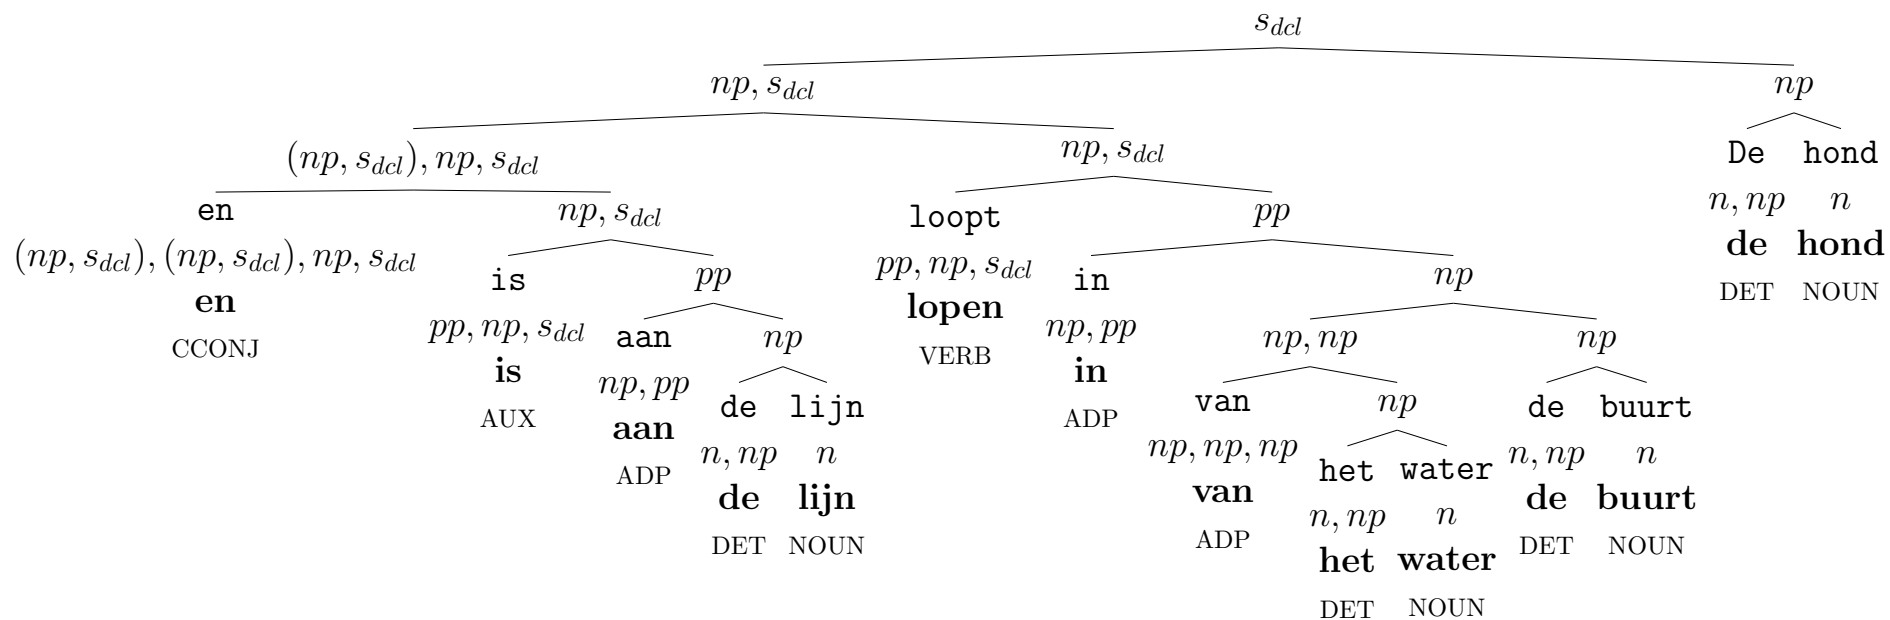 s_dcl
np, s_dcl
np
(np, s_dcl), np, s_dcl
np, s_dcl
De hond
n, np n
de hond
DET NOUN
en
(np, s_dcl), (np, s_dcl), np, s_dcl
en
CCONJ
np, s_dcl
is
pp, np, s_dcl
is
AUX
pp
aan
np, pp
aan
ADP
np
de lijn
n, np n
de lijn
DET NOUN
loopt
pp, np, s_dcl
lopen
VERB
pp
in
np, pp
in
ADP
np
np, np
van
np, np, np
van
ADP
np
het water
n, np n
het water
DET NOUN
np
de buurt
n, np n
de buurt
DET NOUN